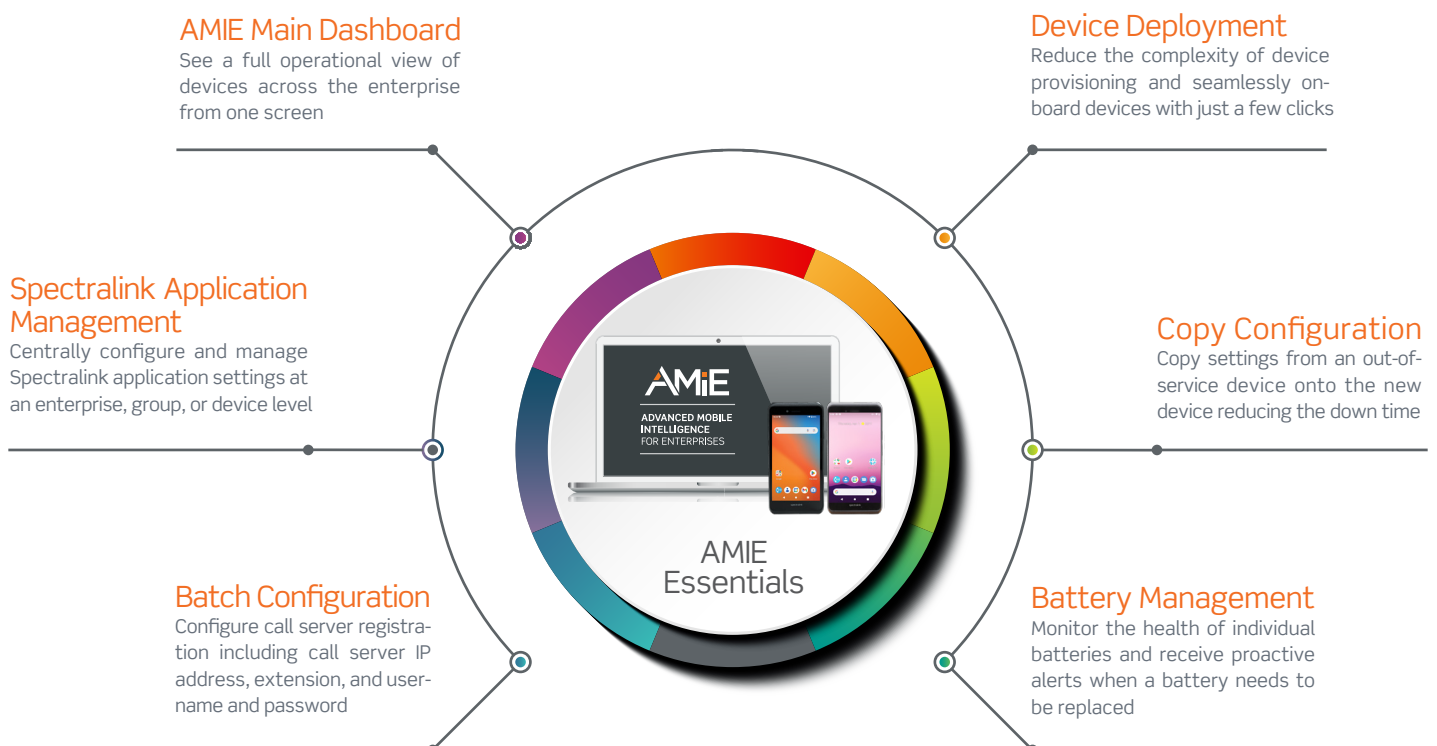 AMIE Main Dashboard
See a full operational view of
devices across the enterprise
from one screen
Device Deployment
Reduce the complexity of device
provisioning and seamlessly on-
board devices with just a few clicks
Spectralink Application
Management
Centrally configure and manage
Spectralink application settings at
an enterprise, group, or device level
Copy Configuration
Copy settings from an out-of-
service device onto the new
device reducing the down time
AMiE
ADVANCED MOBILE
INTELLIGENCE
FOR ENTERPRISES
AMIE
Essentials
Batch Configuration
Configure call server registra-
tion including call server IP
address, extension, and user-
name and password
Battery Management
Monitor the health of individual
batteries and receive proactive
alerts when a battery needs to
be replaced